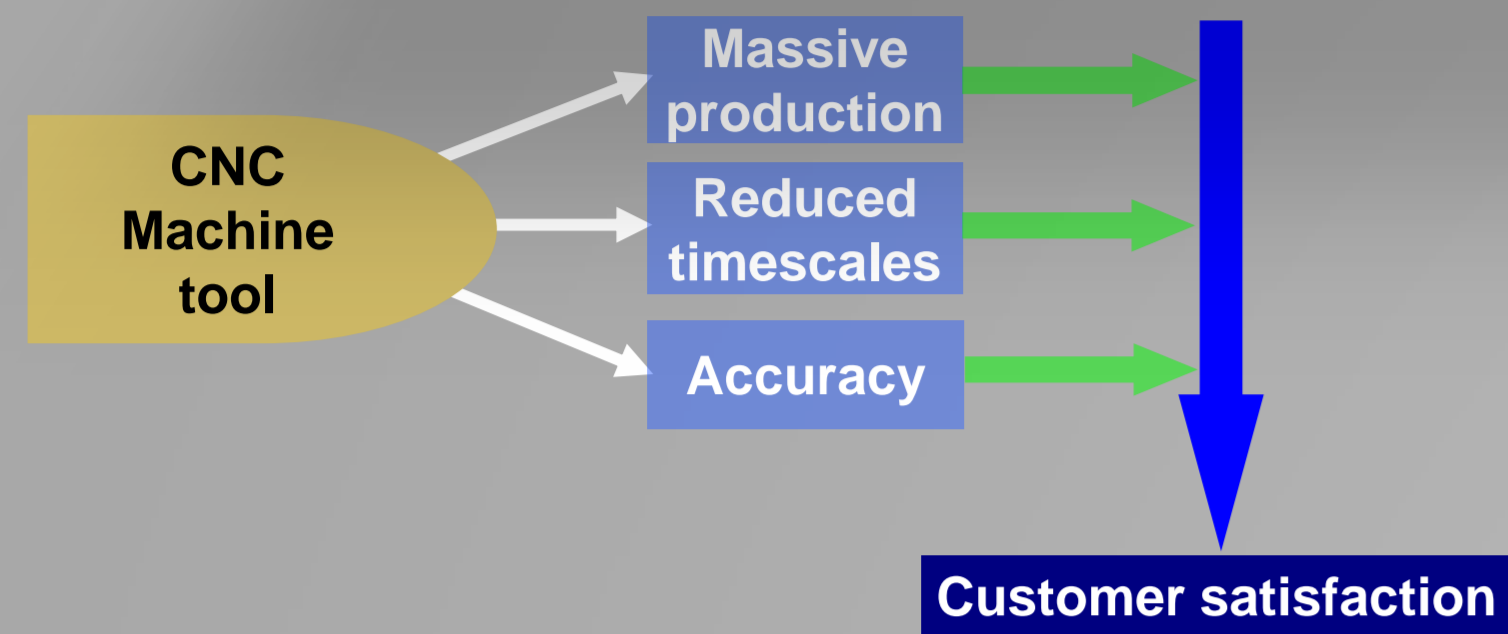 CNC
Machine
tool
Massive
production
Reduced
timescales
Accuracy
Customer satisfaction